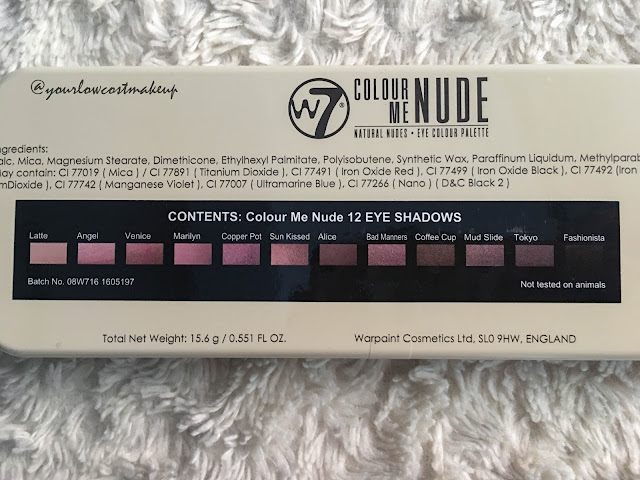 @yourlowcostmakeup
W7® COLOUR ME NUDE
NATURAL NUDES • EYE COLOUR PALETTE
ngredients:
alc, Mica, Magnesium Stearate, Dimethicone, Ethylhexyl Palmitate, Polyisobutene, Synthetic Wax, Paraffinum Liquidum, Methylparab
ay contain: CI 77019 ( Mica ) / CI 77891 ( Titanium Dioxide ), CI 77491 ( Iron Oxide Red ), CI 77499 ( Iron Oxide Black ), CI 77492 (Iron
mDioxide ), CI 77742 ( Manganese Violet ), CI 77007 ( Ultramarine Blue ), CI 77266 ( Nano ) ( D&C Black 2 )
CONTENTS: Colour Me Nude 12 EYE SHADOWS
Latte Angel Venice Marilyn Copper Pot Sun Kissed Alice Bad Manners Coffee Cup Mud Slide Tokyo Fashionista
Batch No. 08W716 1605197 Not tested on animals
Total Net Weight: 15.6 g / 0.551 FL OZ. Warpaint Cosmetics Ltd, SL0 9HW, ENGLAND